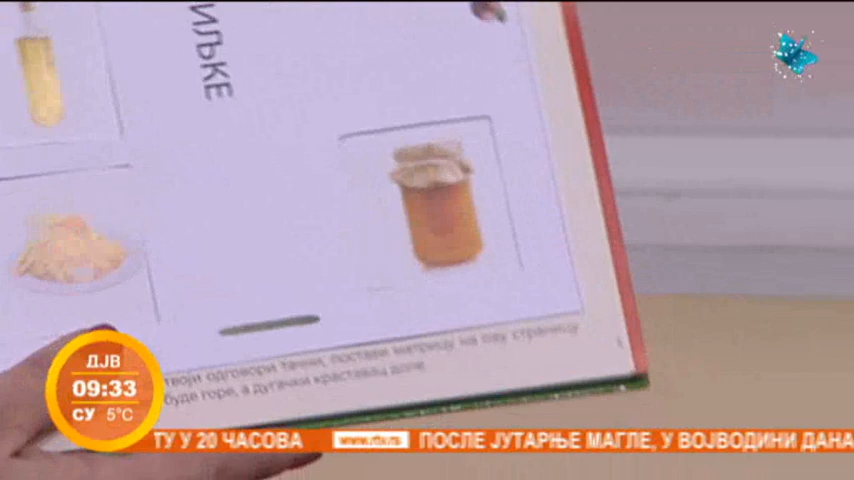 ИЉКЕ
твоји одговори тачни, постави матрицу на ову страницу
буде горе, а дугачки краставац доле
ДЈВ
09:33
СУ 5°C
ТУ У 20 ЧАСОВА www.rtv.rs ПОСЛЕ ЈУТАРЊЕ МАГЛЕ, У ВОЈВОДИНИ ДАНА